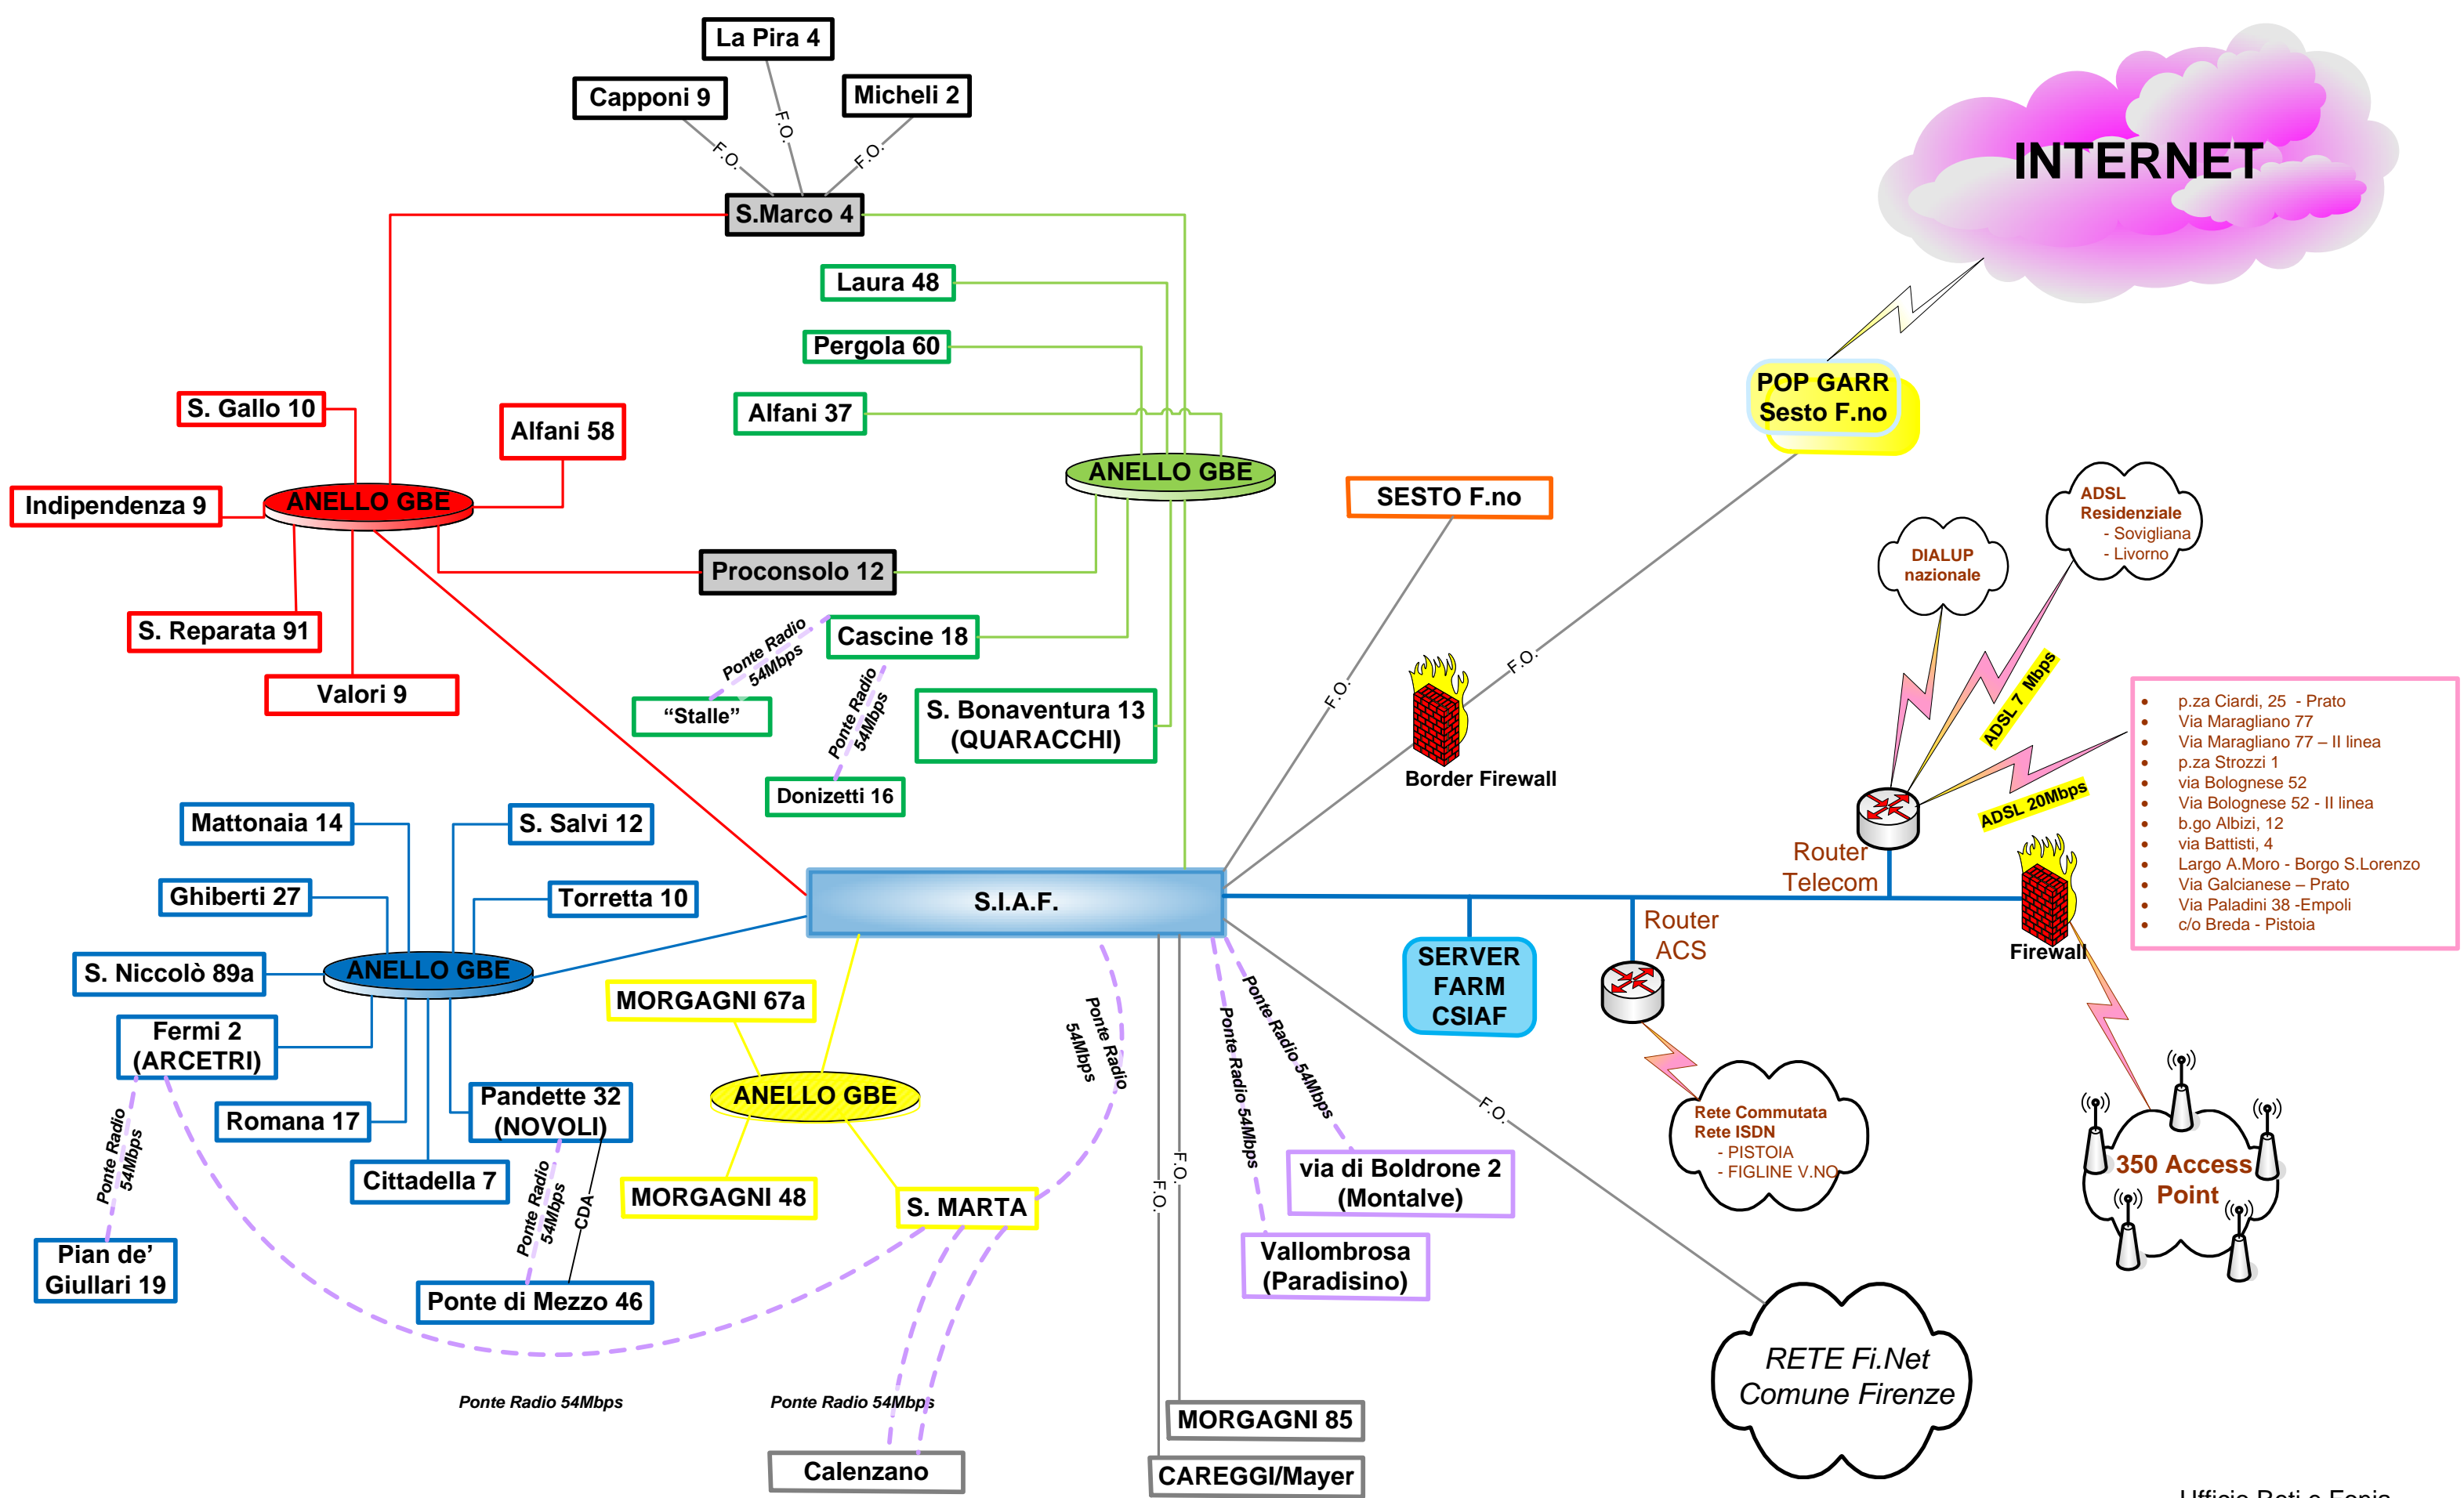 La Pira 4
Capponi 9
Micheli 2
F.O.
F.O.
F.O.
S.Marco 4
INTERNET
Laura 48
Pergola 60
Alfani 37
S. Gallo 10
Alfani 58
Indipendenza 9
ANELLO GBE
ANELLO GBE
Proconsolo 12
S. Reparata 91
Valori 9
Cascine 18
Ponte Radio
54Mbps
"Stalle"
Ponte Radio
54Mbps
Donizetti 16
S. Bonaventura 13
(QUARACCHI)
POP GARR
Sesto F.no
SESTO F.no
F.O.
F.O.
Border Firewall
DIALUP
nazionale
ADSL
Residenziale
- Sovigliana
- Livorno
ADSL 7 Mbps
ADSL 20Mbps
Router
Telecom
• p.za Ciardi, 25 - Prato
• Via Maragliano 77
• Via Maragliano 77 – II linea
• p.za Strozzi 1
• via Bolognese 52
• Via Bolognese 52 - II linea
• b.go Albizi, 12
• via Battisti, 4
• Largo A.Moro - Borgo S.Lorenzo
• Via Galcianese – Prato
• Via Paladini 38 -Empoli
• c/o Breda - Pistoia
Mattonaia 14
S. Salvi 12
Ghiberti 27
Torretta 10
S. Niccolò 89a
ANELLO GBE
Fermi 2
(ARCETRI)
Romana 17
Pandette 32
(NOVOLI)
Cittadella 7
Ponte Radio
54Mbps
Ponte Radio
54Mbps
CDA
Pian de'
Giullari 19
Ponte di Mezzo 46
S.I.A.F.
MORGAGNI 67a
ANELLO GBE
MORGAGNI 48
S. MARTA
Ponte Radio
54Mbps
Ponte Radio 54Mbps
Ponte Radio 54Mbps
F.O.
F.O.
F.O.
via di Boldrone 2
(Montalve)
Vallombrosa
(Paradisino)
SERVER
FARM
CSIAF
Router
ACS
Firewall
Rete Commutata
Rete ISDN
- PISTOIA
- FIGLINE V.NO
350 Access
Point
RETE Fi.Net
Comune Firenze
Ponte Radio 54Mbps
Ponte Radio 54Mbps
Calenzano
MORGAGNI 85
CAREGGI/Mayer
Ufficio Reti e Fonia